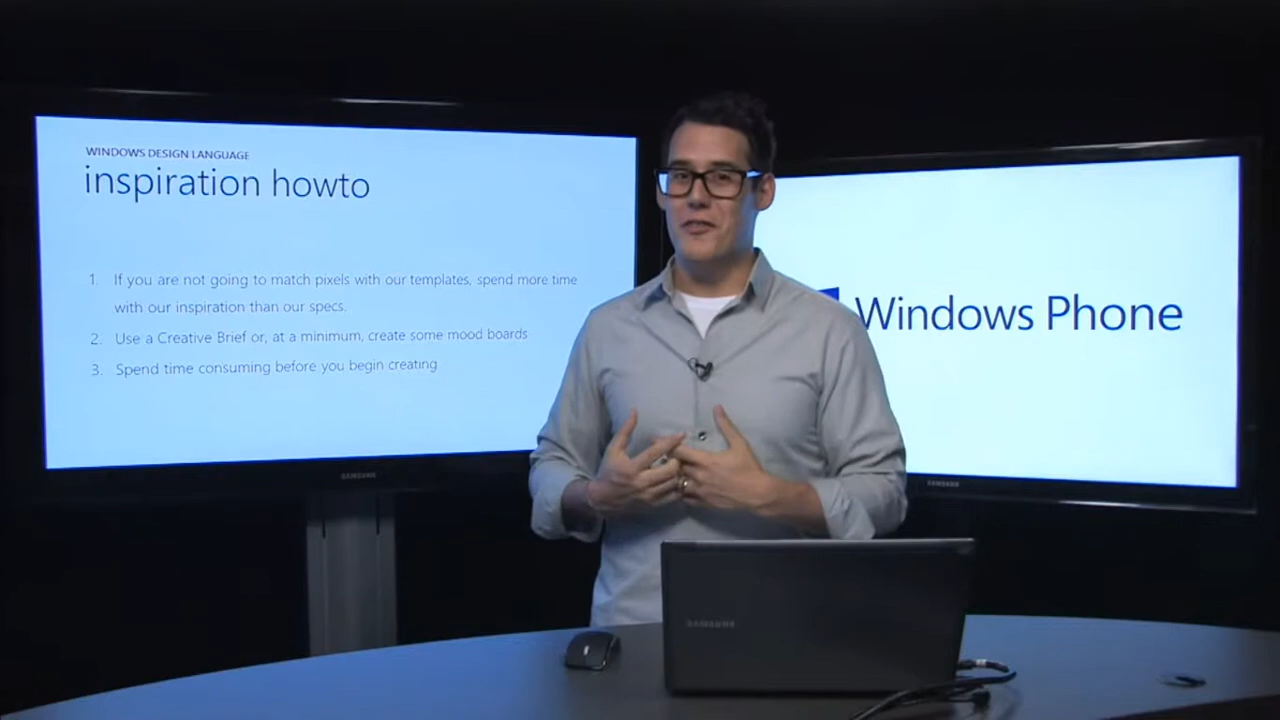 WINDOWS DESIGN LANGUAGE
inspiration howto
1. If you are not going to match pixels with our templates, spend more time
with our inspiration than our specs.
2. Use a Creative Brief or, at a minimum, create some mood boards
3. Spend time consuming before you begin creating
SAMSUNG
Windows Phone
SAMSUNG
SAMSUNG